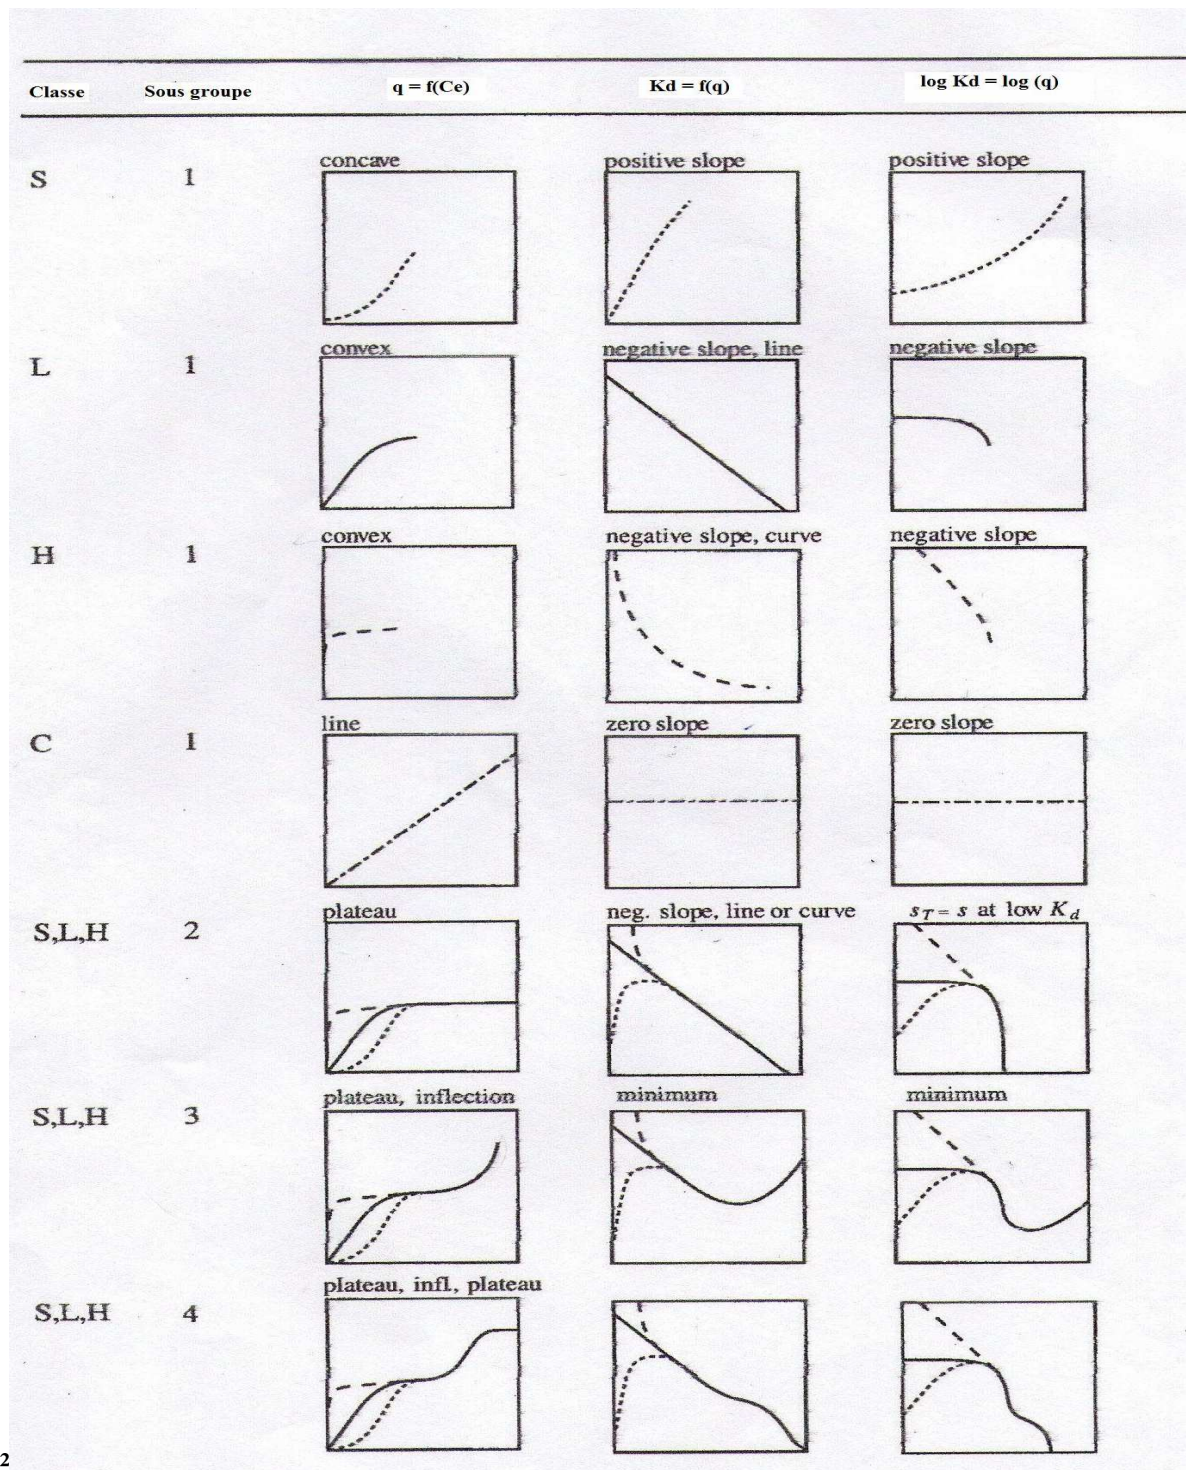 Classe Sous groupe q = f(Ce) Kd = f(q) log Kd = log (q)
concave positive slope positive slope
S 1
convex negative slope, line negative slope
L 1
convex negative slope, curve negative slope
H 1
line zero slope zero slope
C 1
plateau neg. slope, line or curve s_T = s at low K_d
S,L,H 2
plateau, inflection minimum minimum
S,L,H 3
plateau, infl., plateau
S,L,H 4
2